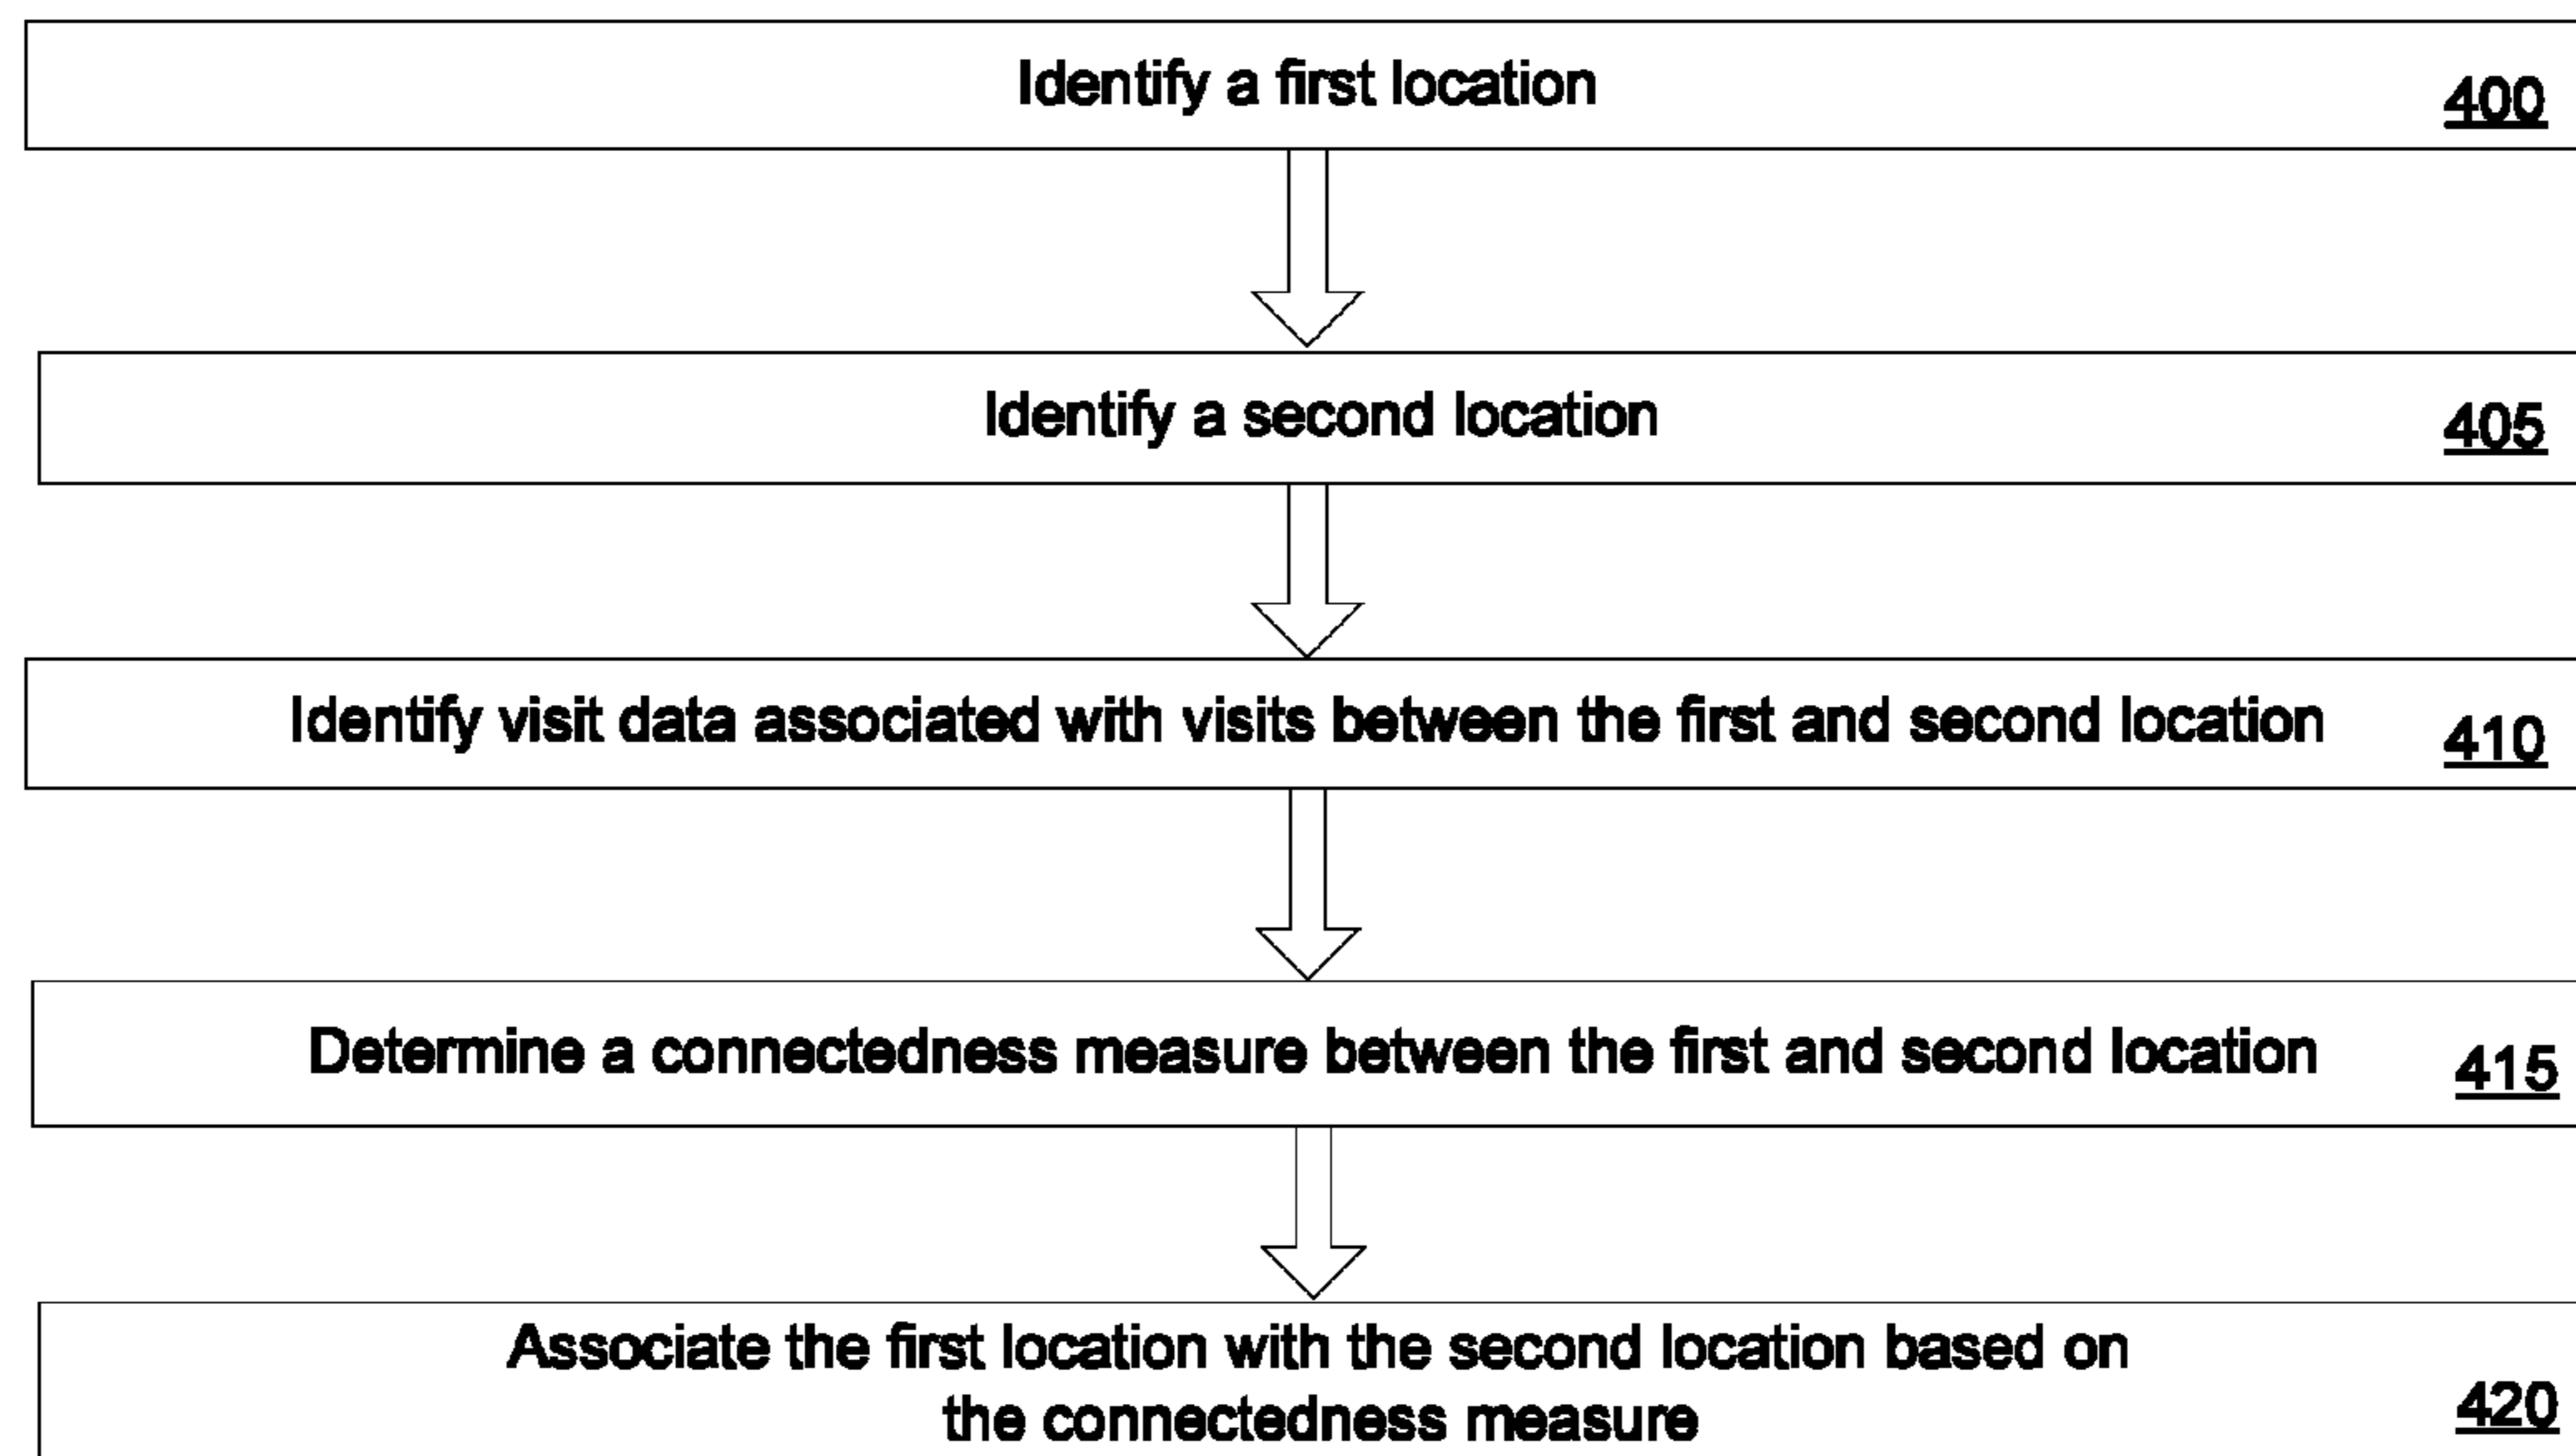 Identify a first location
400
Identify a second location
405
Identify visit data associated with visits between the first and second location
410
Determine a connectedness measure between the first and second location
415
Associate the first location with the second location based on
the connectedness measure
420